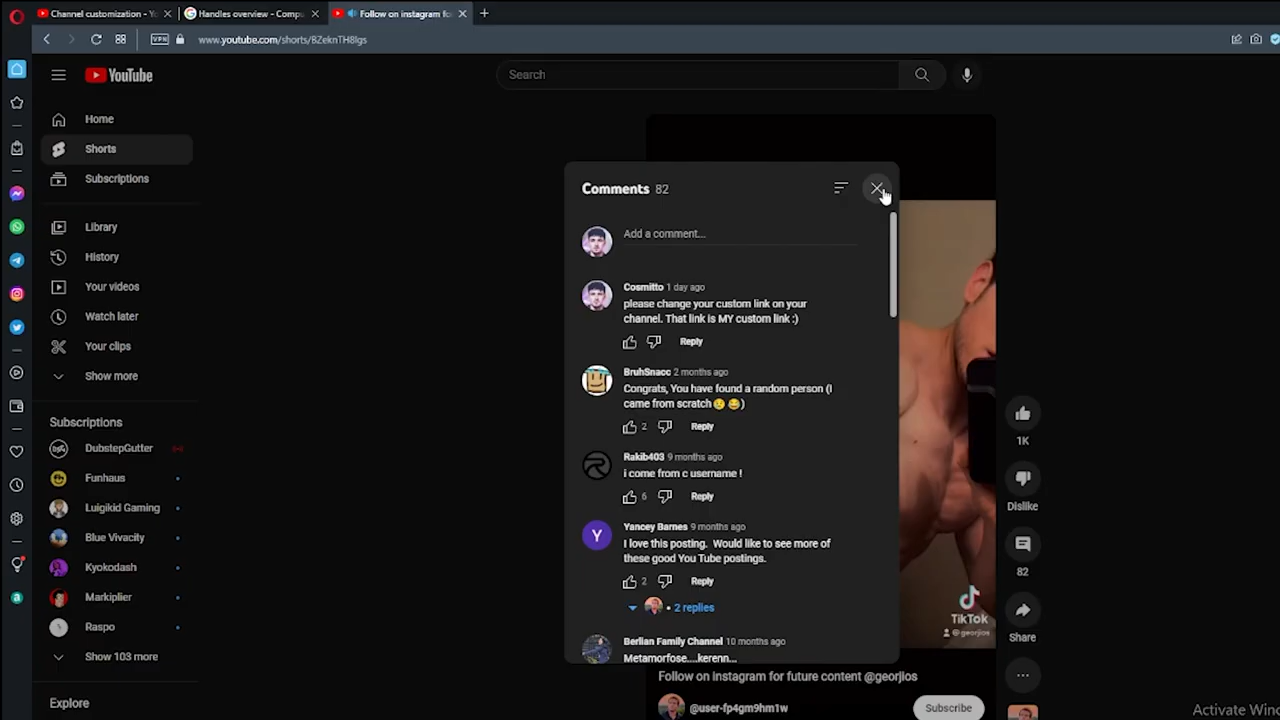 Channel customization - Yo
Handles overview - Compu
Follow on instagram fo
VPN
www.youtube.com/shorts/BZeknTH8lgs
YouTube
Search
Home
Shorts
Subscriptions
Library
History
Your videos
Watch later
Your clips
Show more
Subscriptions
DubstepGutter
Funhaus
Luigikid Gaming
Blue Vivacity
Kyokodash
Markiplier
Raspo
Show 103 more
Explore
Comments 82
Add a comment...
Cosmitto 1 day ago
please change your custom link on your
channel. That link is MY custom link :)
Reply
BruhSnacc 2 months ago
Congrats, You have found a random person (I
came from scratch😢😂)
2 Reply
Rakib403 9 months ago
i come from c username !
6 Reply
Y
Yancey Barnes 9 months ago
I love this posting. Would like to see more of
these good You Tube postings.
2 Reply
• 2 replies
Berlian Family Channel 10 months ago
Metamorfose....kerenn...
1K
Dislike
82
Share
TikTok
@georjios
Follow on instagram for future content @georjios
@user-fp4gm9hm1w
Subscribe
Activate Wind